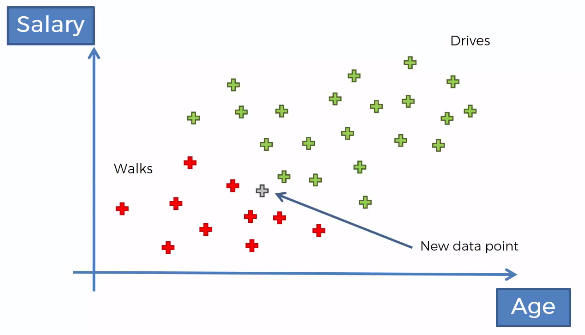 Salary
Drives
Walks
New data point
Age